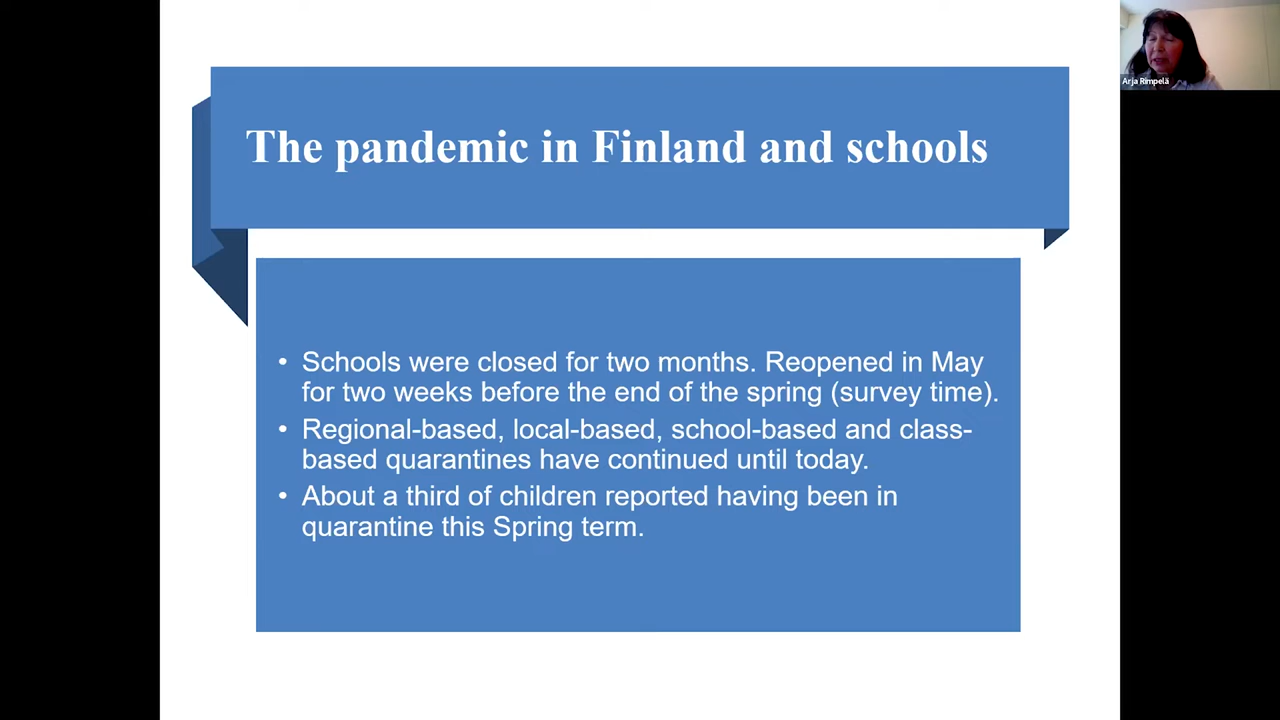 Arja Rimpelä
The pandemic in Finland and schools
• Schools were closed for two months. Reopened in May
for two weeks before the end of the spring (survey time).
• Regional-based, local-based, school-based and class-
based quarantines have continued until today.
• About a third of children reported having been in
quarantine this Spring term.